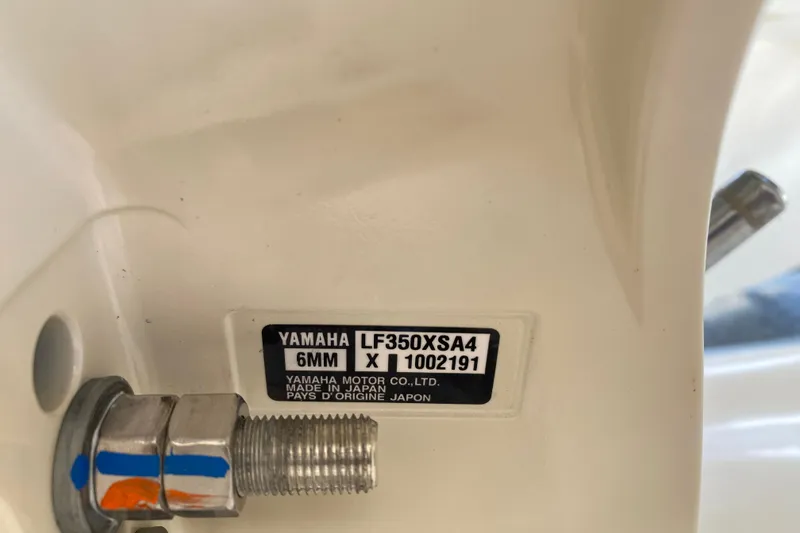 YAMAHA LF350XSA4
6MM X 1002191
YAMAHA MOTOR CO.,LTD.
MADE IN JAPAN
PAYS D'ORIGINE JAPON